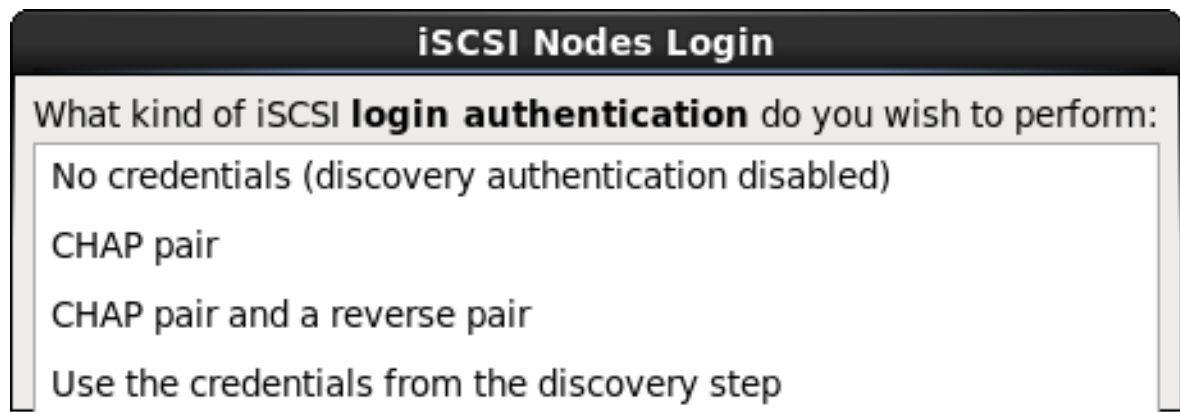 iSCSI Nodes Login
What kind of iSCSI login authentication do you wish to perform:
No credentials (discovery authentication disabled)
CHAP pair
CHAP pair and a reverse pair
Use the credentials from the discovery step